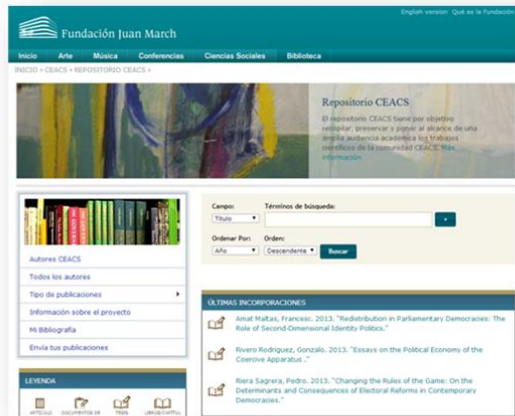 English version Qué es la Fundación
Fundación Juan March
Inicio Arte Música Conferencias Ciencias Sociales Biblioteca
INICIO » CEACS » REPOSITORIO CEACS »
Repositorio CEACS
El repositorio CEACS tiene por objetivo
recopilar, preservar y poner al alcance de una
amplia audiencia académica los trabajos
científicos de la comunidad CEACS. Más
información
Campo: Términos de búsqueda:
Título
Ordenar Por: Orden:
Año Descendente Buscar
Autores CEACS
Todos los autores
Tipo de publicaciones
Información sobre el proyecto
Mi Bibliografía
Envía tus publicaciones
LEYENDA
ARTÍCULO DOCUMENTOS DE TESIS LIBROS/CAPÍTUL
ÚLTIMAS INCORPORACIONES
Amat Maltas, Francesc. 2013. "Redistribution in Parliamentary Democracies: The
Role of Second-Dimensional Identity Politics."
Rivero Rodríguez, Gonzalo. 2013. "Essays on the Political Economy of the
Coercive Apparatus ."
Riera Sagrera, Pedro. 2013. "Changing the Rules of the Game: On the
Determinants and Consequences of Electoral Reforms in Contemporary
Democracies."